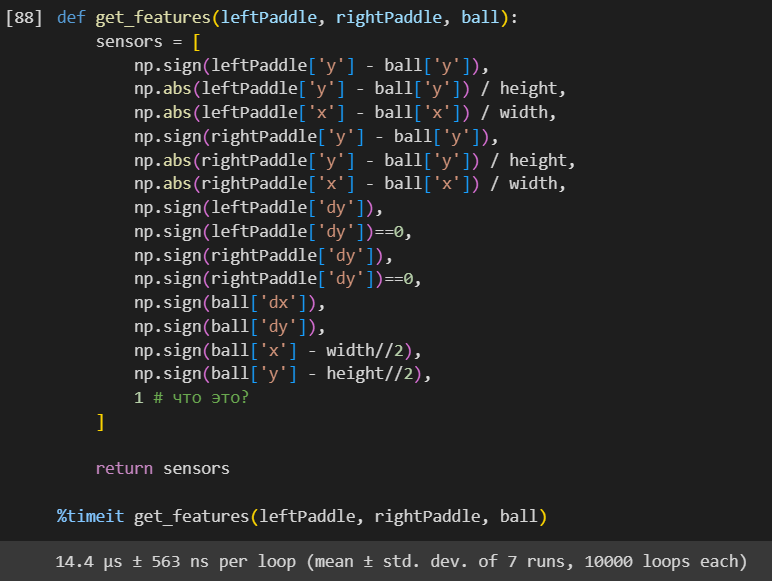 [88] def get_features(leftPaddle, rightPaddle, ball):
sensors = [
np.sign(leftPaddle['y'] - ball['y']),
np.abs(leftPaddle['y'] - ball['y']) / height,
np.abs(leftPaddle['x'] - ball['x']) / width,
np.sign(rightPaddle['y'] - ball['y']),
np.abs(rightPaddle['y'] - ball['y']) / height,
np.abs(rightPaddle['x'] - ball['x']) / width,
np.sign(leftPaddle['dy']),
np.sign(leftPaddle['dy'])==0,
np.sign(rightPaddle['dy']),
np.sign(rightPaddle['dy'])==0,
np.sign(ball['dx']),
np.sign(ball['dy']),
np.sign(ball['x'] - width//2),
np.sign(ball['y'] - height//2),
1 # что это?
]
return sensors
%timeit get_features(leftPaddle, rightPaddle, ball)
14.4 µs ± 563 ns per loop (mean ± std. dev. of 7 runs, 10000 loops each)